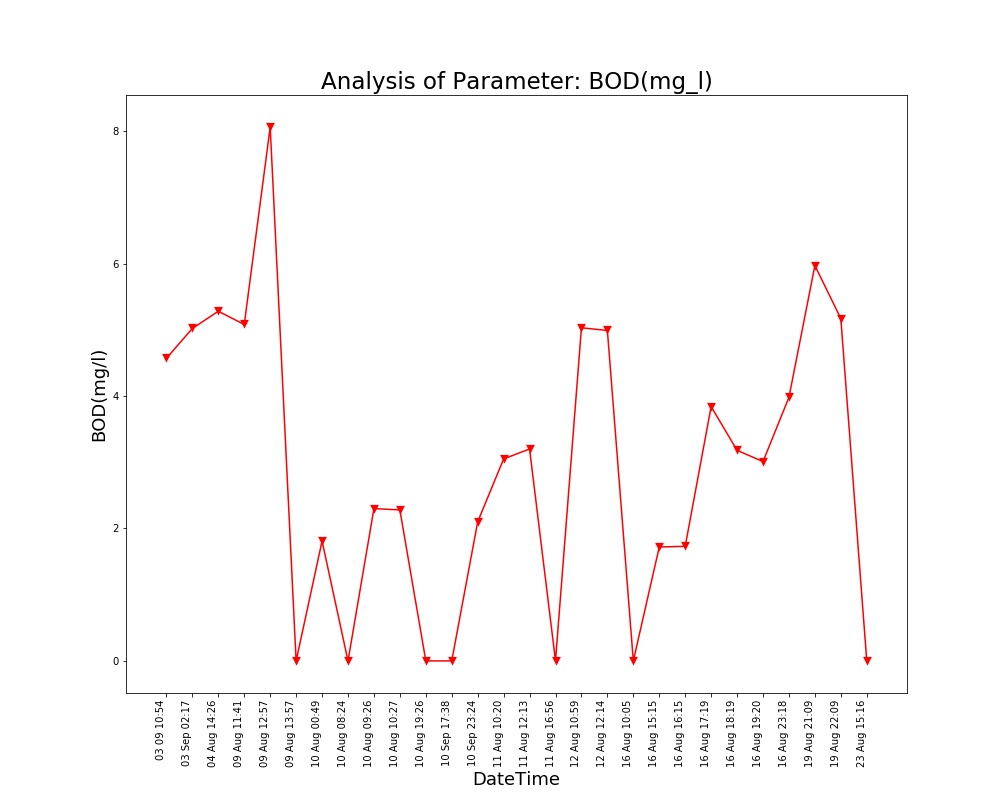 Analysis of Parameter: BOD(mg_l)
8
6
4
2
0
BOD(mg/l)
03 09 10:54
03 Sep 02:17
04 Aug 14:26
09 Aug 11:41
09 Aug 12:57
09 Aug 13:57
10 Aug 00:49
10 Aug 08:24
10 Aug 09:26
10 Aug 10:27
10 Aug 19:26
10 Sep 17:38
10 Sep 23:24
11 Aug 10:20
11 Aug 12:13
11 Aug 16:56
12 Aug 10:59
12 Aug 12:14
16 Aug 10:05
16 Aug 15:15
16 Aug 16:15
16 Aug 17:19
16 Aug 18:19
16 Aug 19:20
16 Aug 23:18
19 Aug 21:09
19 Aug 22:09
23 Aug 15:16
DateTime